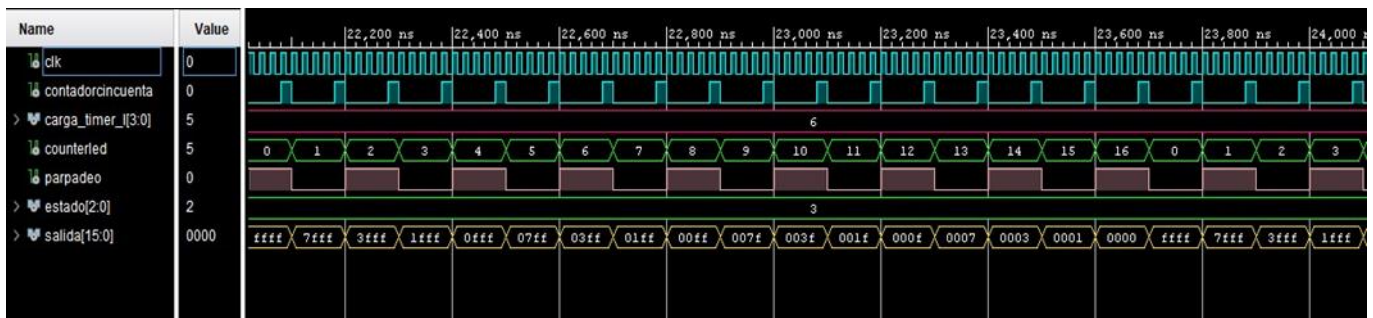 Name Value
22,200 ns 22,400 ns 22,600 ns 22,800 ns 23,000 ns 23,200 ns 23,400 ns 23,600 ns 23,800 ns 24,000
clk 0
contadorcincuenta 0
carga_timer_l[3:0] 5 6
counterled 5 0 1 2 3 4 5 6 7 8 9 10 11 12 13 14 15 16 0 1 2 3
parpadeo 0
estado[2:0] 2 3
salida[15:0] 0000 ffff 7fff 3fff 1fff 0fff 07ff 03ff 01ff 00ff 007f 003f 001f 000f 0007 0003 0001 0000 ffff 7fff 3fff 1fff